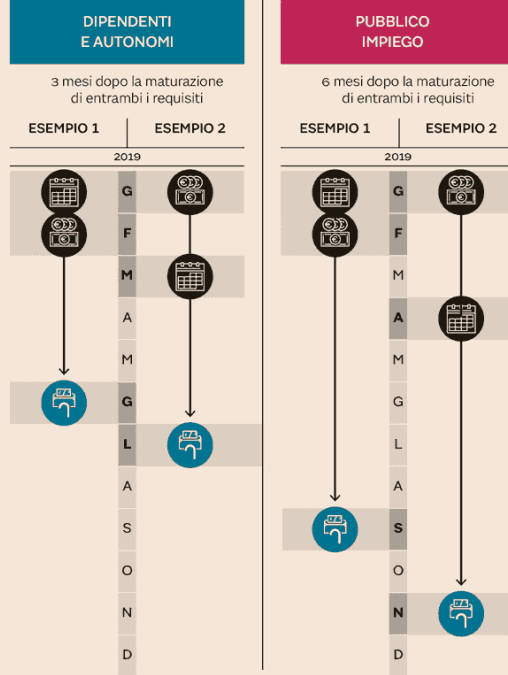 DIPENDENTI
E AUTONOMI
3 mesi dopo la maturazione
di entrambi i requisiti
ESEMPIO 1
ESEMPIO 2
2019
G
F
M
A
M
G
L
A
S
O
N
D
PUBBLICO
IMPIEGO
6 mesi dopo la maturazione
di entrambi i requisiti
ESEMPIO 1
ESEMPIO 2
2019
G
F
M
A
M
G
L
A
S
O
N
D